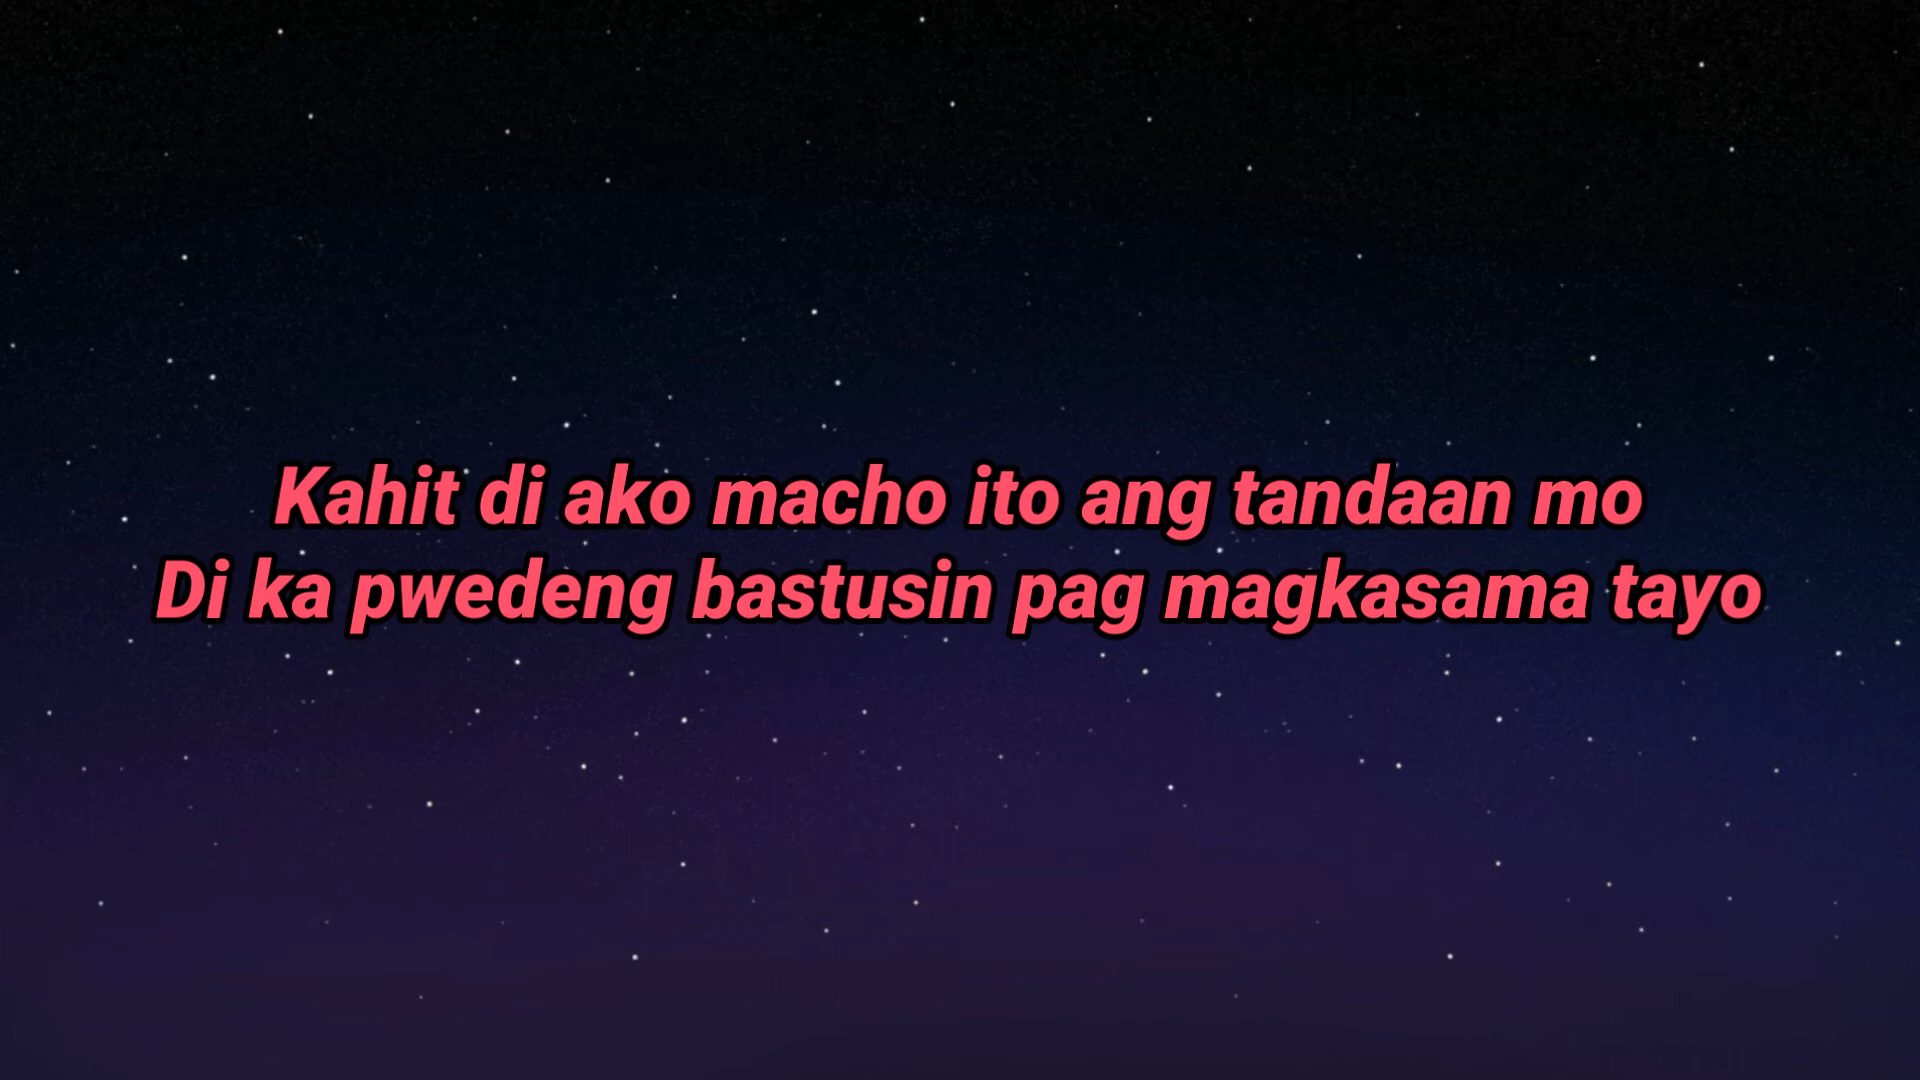 Kahit di ako macho ito ang tandaan mo
Di ka pwedeng bastusin pag magkasama tayo